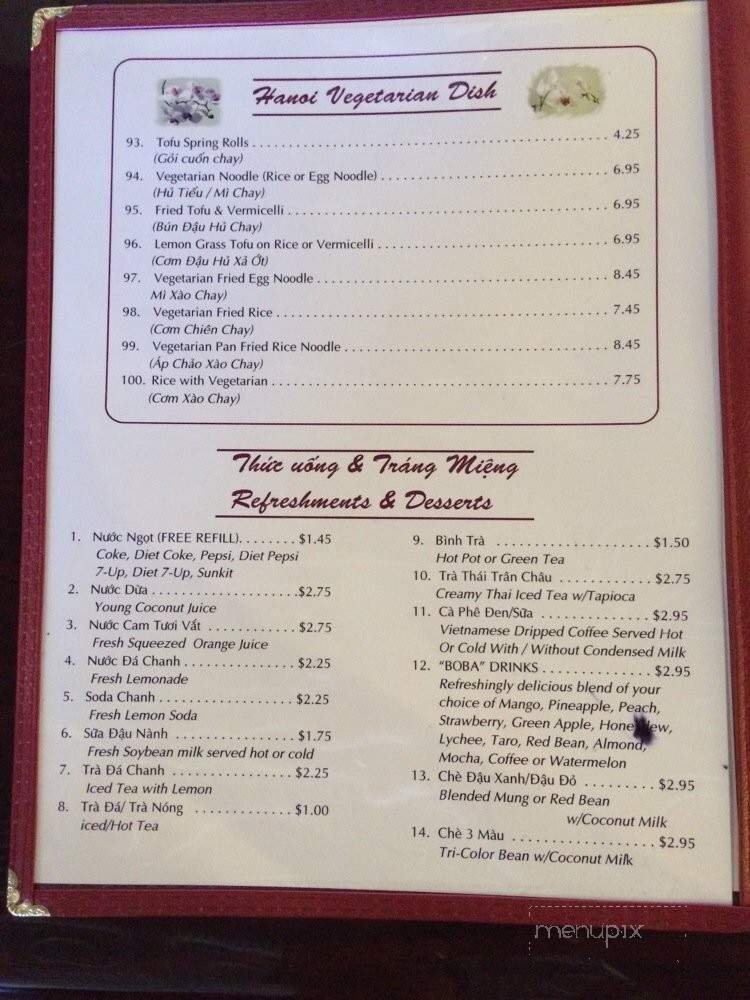 Hanoi Vegetarian Dish
93. Tofu Spring Rolls . . . . . . . . . . . . . . . . . . . . . . . . . . . . . . 4.25
(Gỏi cuốn chay)
94. Vegetarian Noodle (Rice or Egg Noodle) . . . . . . . . . . . . . . . . . . . 6.95
(Hủ Tiếu / Mì Chay)
95. Fried Tofu & Vermicelli . . . . . . . . . . . . . . . . . . . . . . . . . . . 6.95
(Bún Đậu Hủ Chay)
96. Lemon Grass Tofu on Rice or Vermicelli . . . . . . . . . . . . . . . . . . . 6.95
(Cơm Đậu Hủ Xả Ớt)
97. Vegetarian Fried Egg Noodle . . . . . . . . . . . . . . . . . . . . . . . . 8.45
Mì Xào Chay)
98. Vegetarian Fried Rice . . . . . . . . . . . . . . . . . . . . . . . . . . . . 7.45
(Cơm Chiên Chay)
99. Vegetarian Pan Fried Rice Noodle . . . . . . . . . . . . . . . . . . . . . . 8.45
(Áp Chảo Xào Chay)
100. Rice with Vegetarian . . . . . . . . . . . . . . . . . . . . . . . . . . . . 7.75
(Cơm Xào Chay)
Thức uống & Tráng Miệng
Refreshments & Desserts
1. Nước Ngọt (FREE REFILL). . . . . . . . $1.45
Coke, Diet Coke, Pepsi, Diet Pepsi
7-Up, Diet 7-Up, Sunkit
2. Nước Dừa . . . . . . . . . . . . . . . . . . .$2.75
Young Coconut Juice
3. Nước Cam Tươi Vất . . . . . . . . . . . . $2.75
Fresh Squeezed Orange Juice
4. Nước Đá Chanh . . . . . . . . . . . . . . . $2.25
Fresh Lemonade
5. Soda Chanh . . . . . . . . . . . . . . . . . . $2.25
Fresh Lemon Soda
6. Sữa Đậu Nành . . . . . . . . . . . . . . . . $1.75
Fresh Soybean milk served hot or cold
7. Trà Đá Chanh . . . . . . . . . . . . . . . . $2.25
Iced Tea with Lemon
8. Trà Đá/ Trà Nóng . . . . . . . . . . . . . $1.00
iced/Hot Tea
9. Bình Trà . . . . . . . . . . . . . . . . . . . . $1.50
Hot Pot or Green Tea
10. Trà Thái Trân Châu . . . . . . . . . . . . $2.75
Creamy Thai Iced Tea w/Tapioca
11. Cà Phê Đen/Sữa . . . . . . . . . . . . . . $2.95
Vietnamese Dripped Coffee Served Hot
Or Cold With / Without Condensed Milk
12. “BOBA” DRINKS . . . . . . . . . . . . . . $2.95
Refreshingly delicious blend of your
choice of Mango, Pineapple, Peach,
Strawberry, Green Apple,
Lychee, Taro, Red Bean, Almond,
Mocha, Coffee or Watermelon
13. Chè Đậu Xanh/Đậu Đỏ . . . . . . . . . $2.95
Blended Mung or Red Bean
w/Coconut Milk
14. Chè 3 Màu . . . . . . . . . . . . . . . . . . $2.95
Tri-Color Bean w/Coconut Milk
menupix